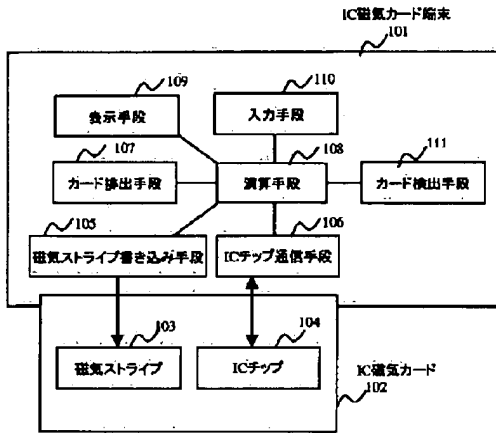 IC磁気カード端末
101
109
表示手段
110
入力手段
107
カード排出手段
108
演算手段
111
カード検出手段
105
磁気ストライプ書き込み手段
106
ICチップ通信手段
103
磁気ストライプ
104
ICチップ
IC磁気カード
102